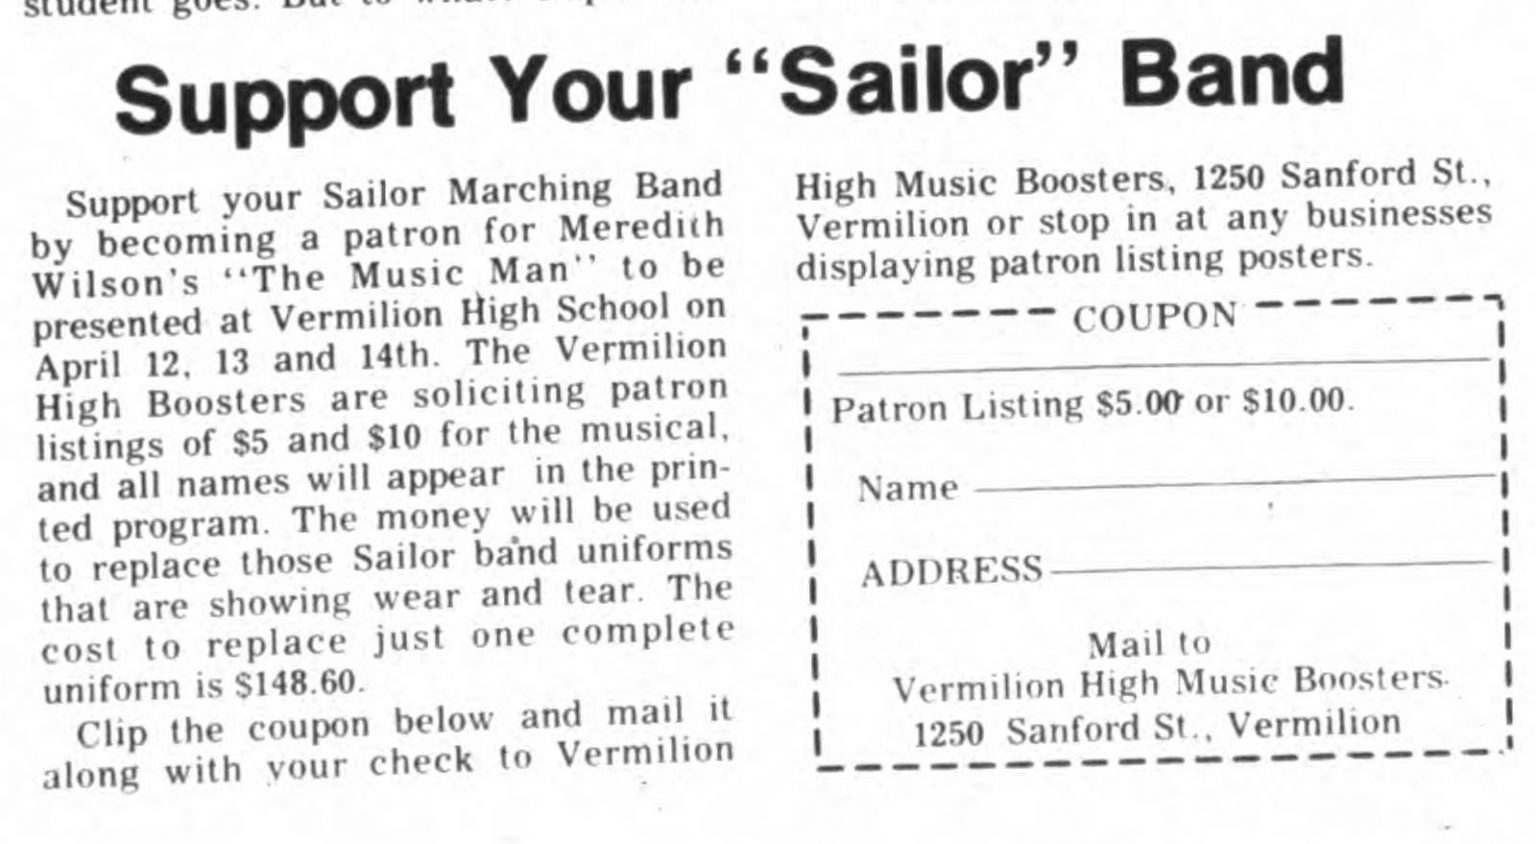 student goes. But to
Support Your "Sailor" Band
Support your Sailor Marching Band
by becoming a patron for Meredith
Wilson's "The Music Man" to be
presented at Vermilion High School on
April 12, 13 and 14th. The Vermilion
High Boosters are soliciting patron
listings of $5 and $10 for the musical,
and all names will appear in the prin-
ted program. The money will be used
to replace those Sailor band uniforms
that are showing wear and tear. The
cost to replace just one complete
uniform is $148.60.
Clip the coupon below and mail it
along with your check to Vermilion
High Music Boosters, 1250 Sanford St.,
Vermilion or stop in at any businesses
displaying patron listing posters.
COUPON
Patron Listing $5.00 or $10.00.
Name
ADDRESS
Mail to
Vermilion High Music Boosters.
1250 Sanford St., Vermilion